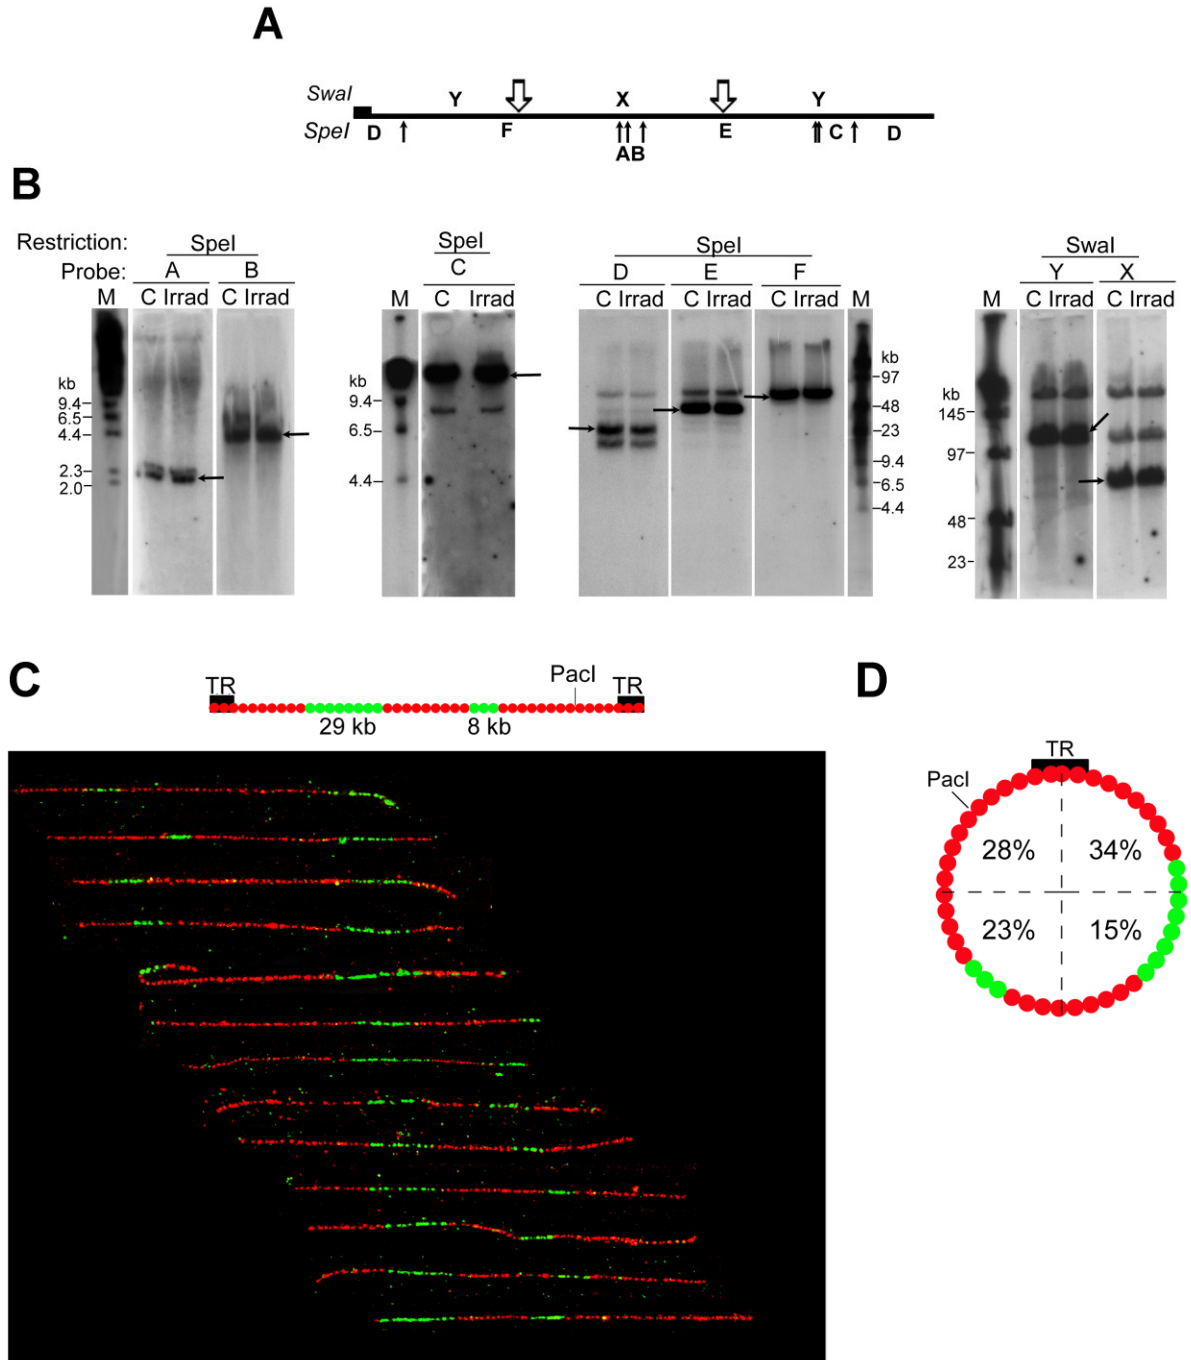 A
SwaI Y X Y
SpeI D F E C D
AB
B
Restriction: SpeI
Probe: A B
M C Irrad C Irrad
kb
9.4
6.5
4.4
2.3
2.0
SpeI
C
M C Irrad
kb
9.4
6.5
4.4
SpeI
D E F
C Irrad C Irrad C Irrad M
kb
97
48
23
9.4
6.5
4.4
SwaI
Y X
M C Irrad C Irrad
kb
145
97
48
23
C
TR PacI TR
29 kb 8 kb
D
TR
PacI
28% 34%
23% 15%